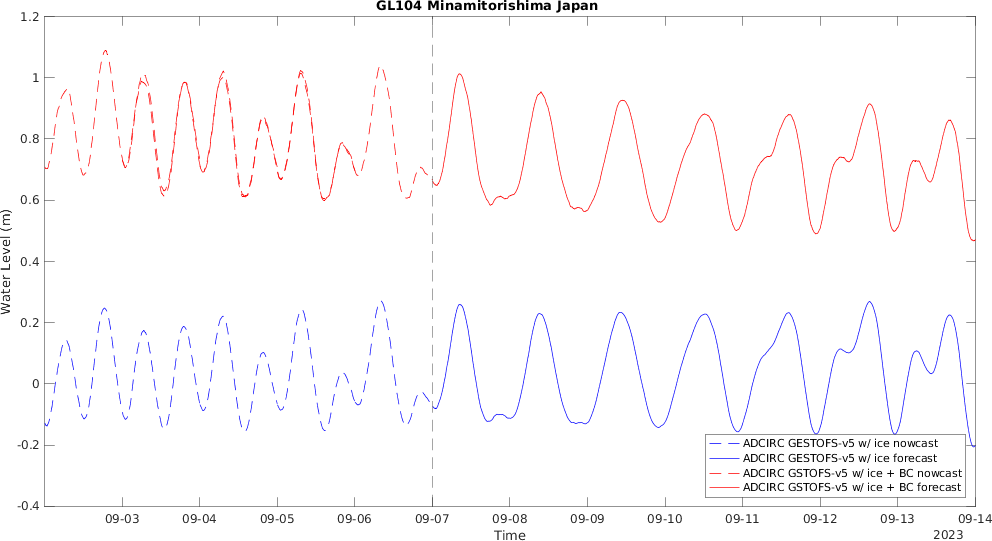 GL104 Minamitorishima Japan
1.2
1
0.8
0.6
0.4
0.2
0
-0.2
-0.4
Water Level (m)
ADCIRC GESTOFS-v5 w/ ice nowcast
ADCIRC GESTOFS-v5 w/ ice forecast
ADCIRC GSTOFS-v5 w/ ice + BC nowcast
ADCIRC GSTOFS-v5 w/ ice + BC forecast
09-03 09-04 09-05 09-06 09-07 09-08 09-09 09-10 09-11 09-12 09-13 09-14
Time
2023